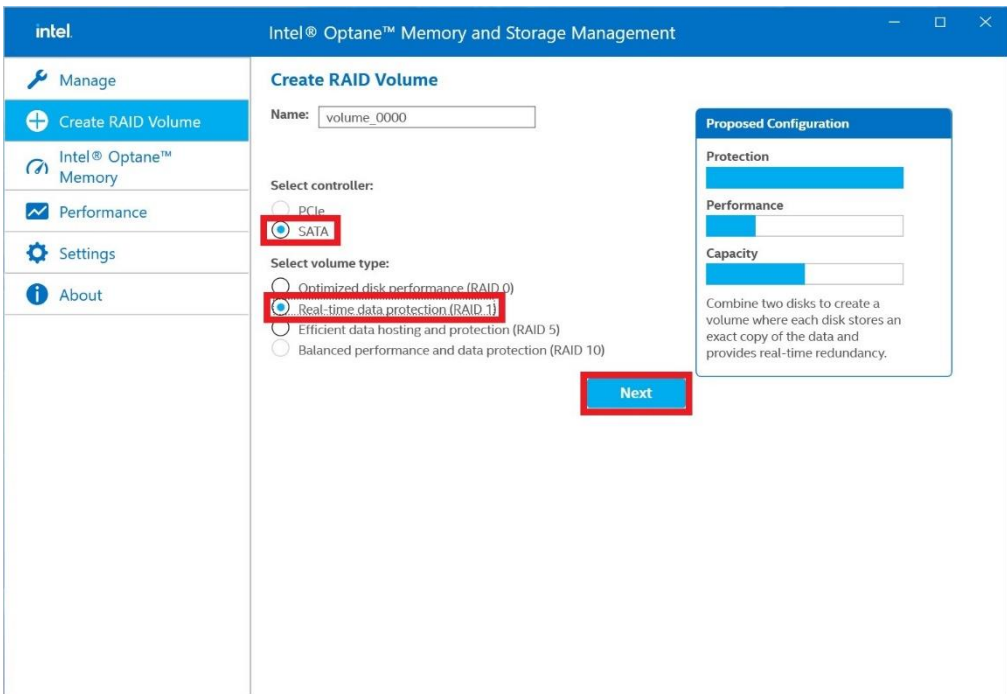 intel.
Intel® Optane™ Memory and Storage Management
Manage
Create RAID Volume
Intel® Optane™
Memory
Performance
Settings
About
Create RAID Volume
Name: volume_0000
Select controller:
PCIe
SATA
Select volume type:
Optimized disk performance (RAID 0)
Real-time data protection (RAID 1)
Efficient data hosting and protection (RAID 5)
Balanced performance and data protection (RAID 10)
Next
Proposed Configuration
Protection
Performance
Capacity
Combine two disks to create a
volume where each disk stores an
exact copy of the data and
provides real-time redundancy.